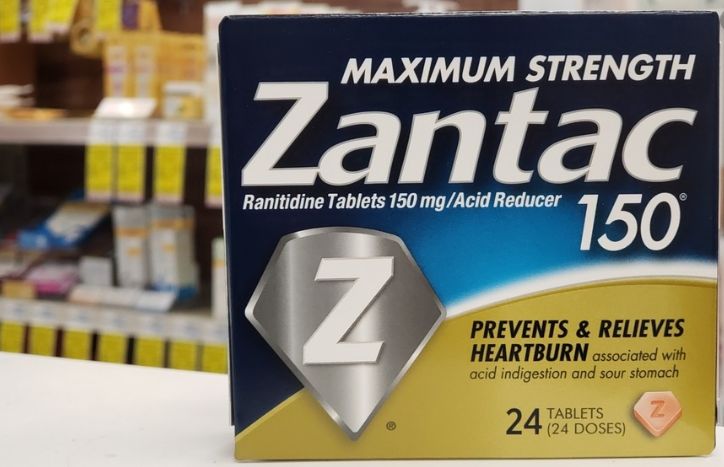 MAXIMUM STRENGTH
Zantac
150®
Ranitidine Tablets 150 mg/Acid Reducer
Z
®
PREVENTS & RELIEVES
HEARTBURN associated with
acid indigestion and sour stomach
24 TABLETS
(24 DOSES)
Z